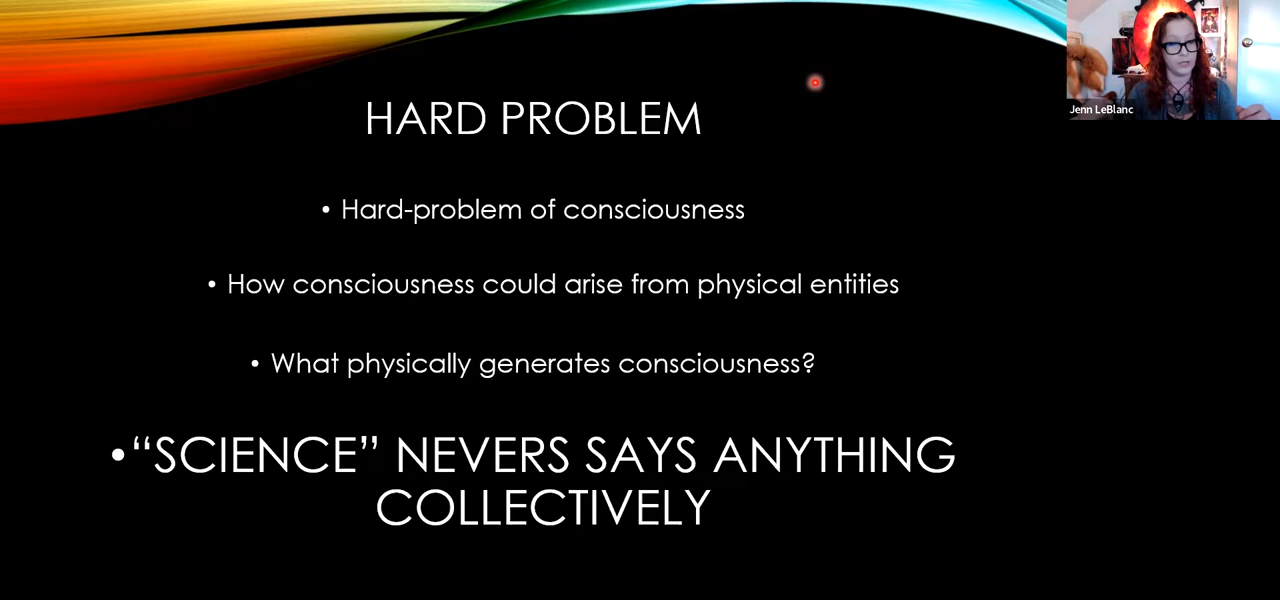 Jenn LeBlanc
HARD PROBLEM
• Hard-problem of consciousness
• How consciousness could arise from physical entities
• What physically generates consciousness?
•“SCIENCE” NEVERS SAYS ANYTHING
COLLECTIVELY